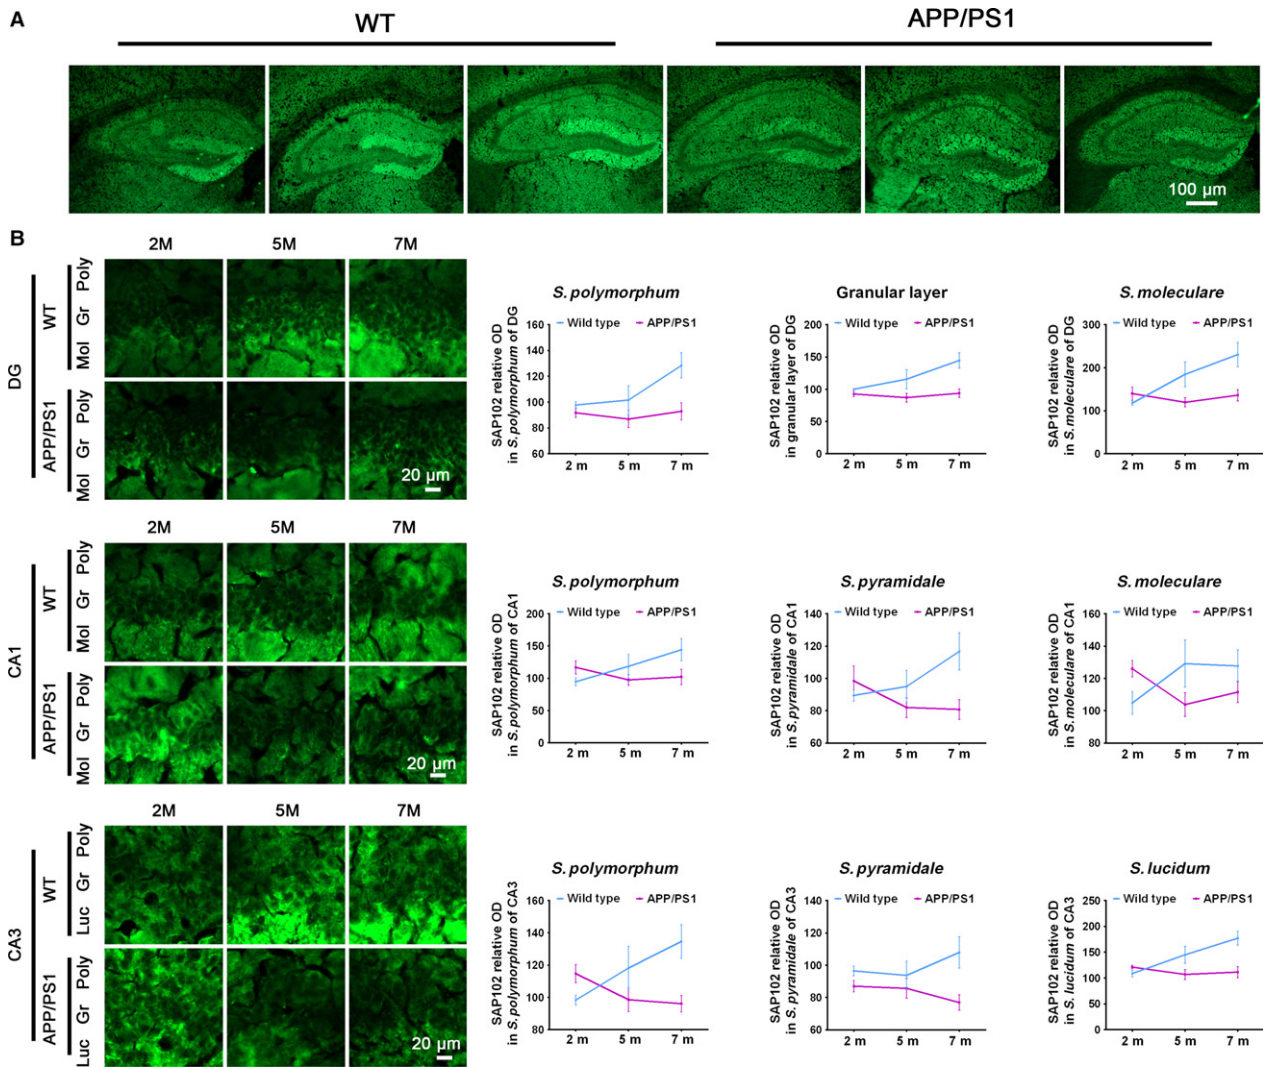 A
WT
APP/PS1
100 μm
B
2M 5M 7M
DG
WT
Poly
Gr
Mol
APP/PS1
Poly
Gr
Mol
20 μm
S. polymorphum
Wild type APP/PS1
SAP102 relative OD
in S. polymorphum of DG
160
140
120
100
80
60
2 m 5 m 7 m
Granular layer
Wild type APP/PS1
SAP102 relative OD
in granular layer of DG
200
150
100
50
0
2 m 5 m 7 m
S. moleculare
Wild type APP/PS1
SAP102 relative OD
in S. moleculare of DG
300
200
100
0
2 m 5 m 7 m
2M 5M 7M
CA1
WT
Poly
Gr
Mol
APP/PS1
Poly
Gr
Mol
20 μm
S. polymorphum
Wild type APP/PS1
SAP102 relative OD
in S. polymorphum of CA1
200
150
100
50
0
2 m 5 m 7 m
S. pyramidale
Wild type APP/PS1
SAP102 relative OD
in S. pyramidale of CA1
140
120
100
80
60
2 m 5 m 7 m
S. moleculare
Wild type APP/PS1
SAP102 relative OD
in S. moleculare of CA1
160
140
120
100
80
2 m 5 m 7 m
2M 5M 7M
CA3
WT
Poly
Gr
Luc
APP/PS1
Poly
Gr
Luc
20 μm
S. polymorphum
Wild type APP/PS1
SAP102 relative OD
in S. polymorphum of CA3
160
140
120
100
80
2 m 5 m 7 m
S. pyramidale
Wild type APP/PS1
SAP102 relative OD
in S. pyramidale of CA3
140
120
100
80
60
2 m 5 m 7 m
S. lucidum
Wild type APP/PS1
SAP102 relative OD
in S. lucidum of CA3
250
200
150
100
50
0
2 m 5 m 7 m